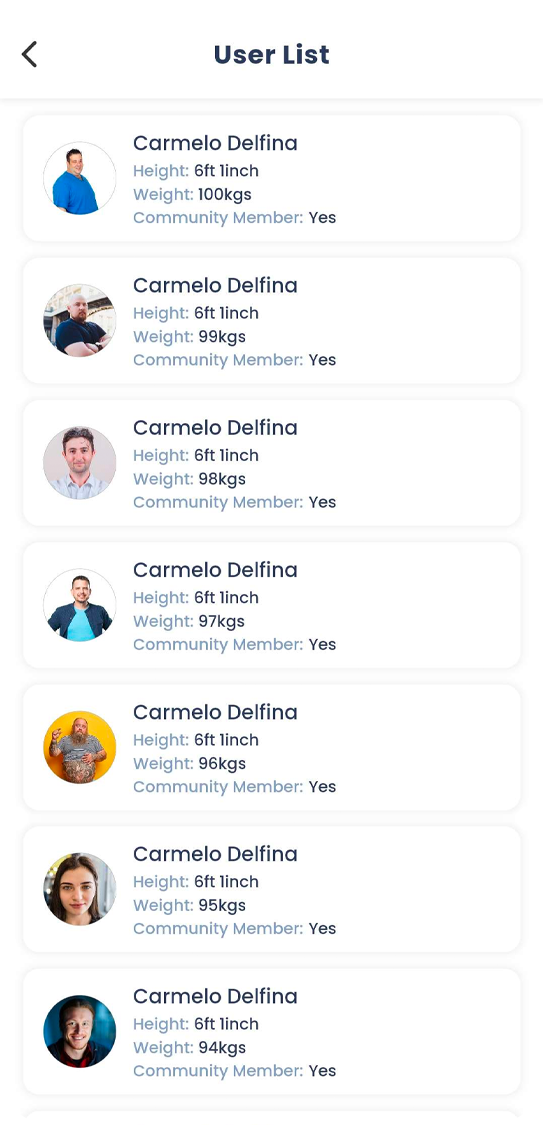 User List
Carmelo Delfina
Height: 6ft 1inch
Weight: 100kgs
Community Member: Yes
Carmelo Delfina
Height: 6ft 1inch
Weight: 99kgs
Community Member: Yes
Carmelo Delfina
Height: 6ft 1inch
Weight: 98kgs
Community Member: Yes
Carmelo Delfina
Height: 6ft 1inch
Weight: 97kgs
Community Member: Yes
Carmelo Delfina
Height: 6ft 1inch
Weight: 96kgs
Community Member: Yes
Carmelo Delfina
Height: 6ft 1inch
Weight: 95kgs
Community Member: Yes
Carmelo Delfina
Height: 6ft 1inch
Weight: 94kgs
Community Member: Yes